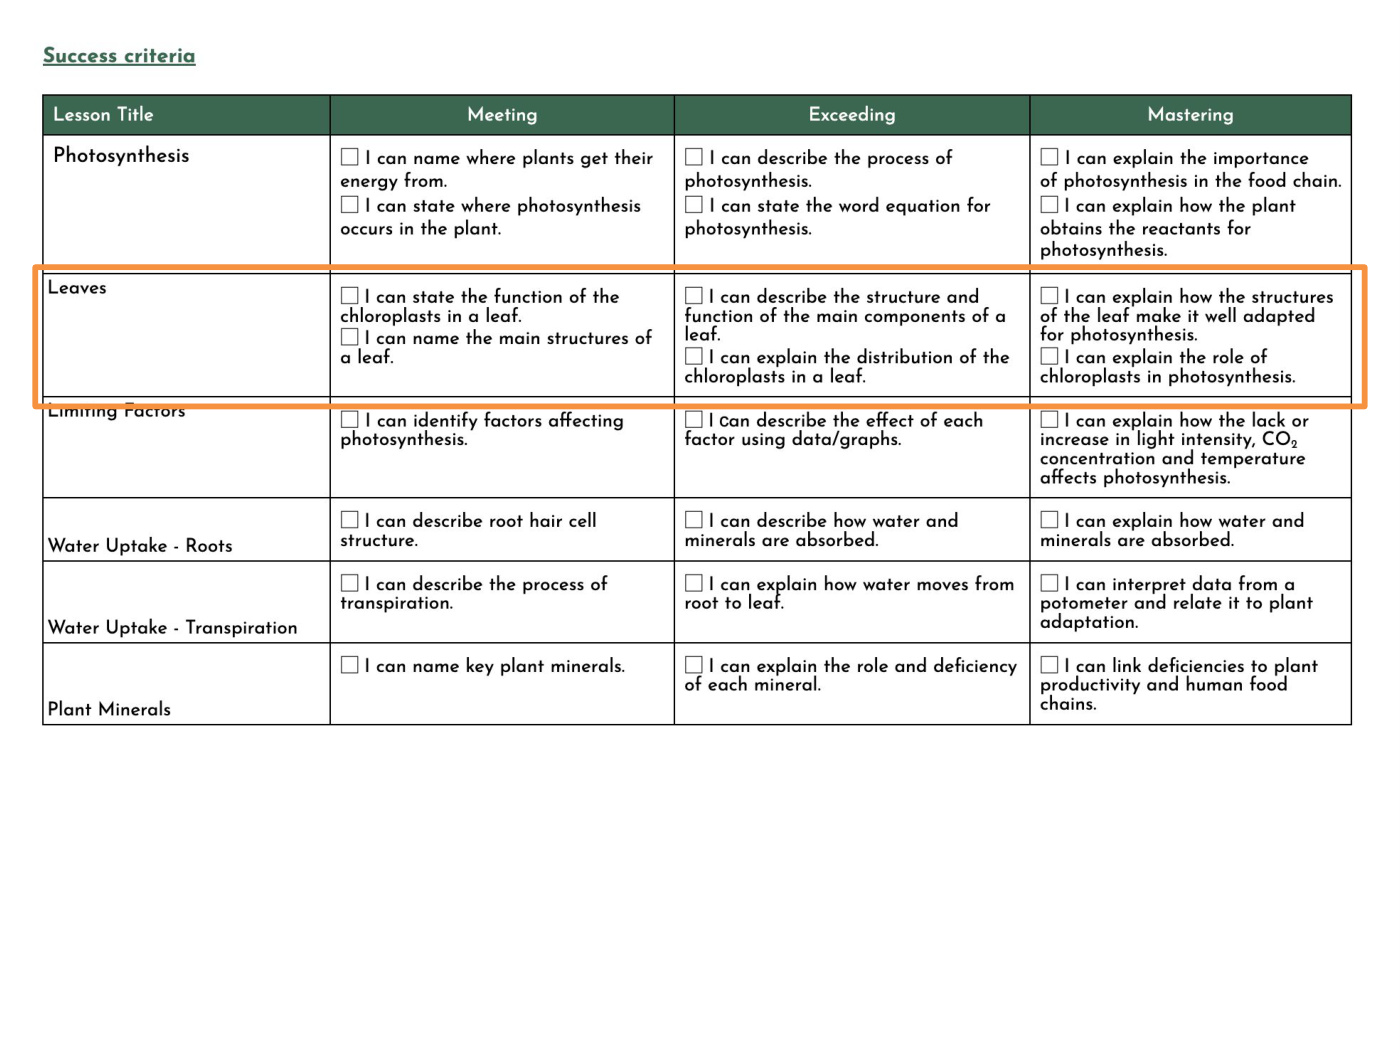 Success criteria
Lesson Title
Meeting
Exceeding
Mastering
Photosynthesis
☐ I can name where plants get their
energy from.
☐ I can state where photosynthesis
occurs in the plant.
☐ I can describe the process of
photosynthesis.
☐ I can state the word equation for
photosynthesis.
☐ I can explain the importance
of photosynthesis in the food chain.
☐ I can explain how the plant
obtains the reactants for
photosynthesis.
Leaves
☐ I can state the function of the
chloroplasts in a leaf.
☐ I can name the main structures of
a leaf.
☐ I can describe the structure and
function of the main components of a
leaf.
☐ I can explain the distribution of the
chloroplasts in a leaf.
☐ I can explain how the structures
of the leaf make it well adapted
for photosynthesis.
☐ I can explain the role of
chloroplasts in photosynthesis.
Limiting Factors
☐ I can identify factors affecting
photosynthesis.
☐ I can describe the effect of each
factor using data/graphs.
☐ I can explain how the lack or
increase in light intensity, CO₂
concentration and temperature
affects photosynthesis.
Water Uptake - Roots
☐ I can describe root hair cell
structure.
☐ I can describe how water and
minerals are absorbed.
☐ I can explain how water and
minerals are absorbed.
Water Uptake - Transpiration
☐ I can describe the process of
transpiration.
☐ I can explain how water moves from
root to leaf.
☐ I can interpret data from a
potometer and relate it to plant
adaptation.
Plant Minerals
☐ I can name key plant minerals.
☐ I can explain the role and deficiency
of each mineral.
☐ I can link deficiencies to plant
productivity and human food
chains.